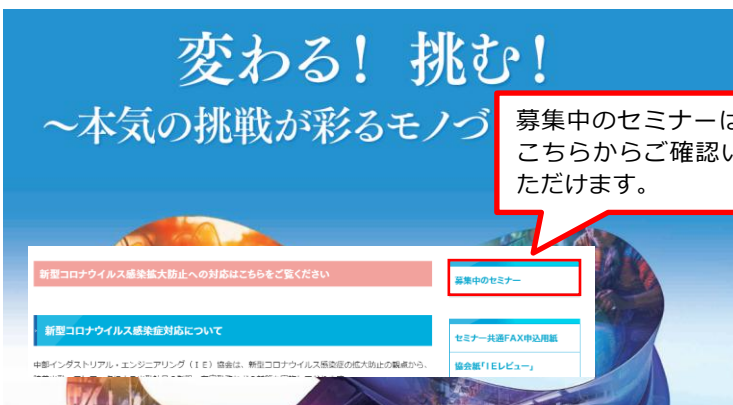 変わる! 挑む!
~本気の挑戦が彩るモノづ
募集中のセミナーは
こちらからご確認い
ただけます。
新型コロナウイルス感染拡大防止への対応はこちらをご覧ください
募集中のセミナー
新型コロナウイルス感染症対応について
セミナー共通FAX申込用紙
中部インダストリアル・エンジニアリング(IE)協会は、新型コロナウイルス感染症の拡大防止の観点から、
協会紙「IEレビュー」